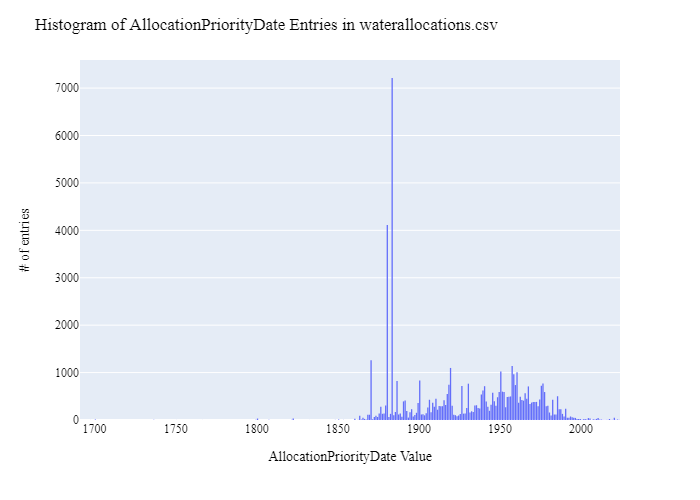 Histogram of AllocationPriorityDate Entries in waterallocations.csv
7000
6000
5000
4000
3000
2000
1000
0
# of entries
1700 1750 1800 1850 1900 1950 2000
AllocationPriorityDate Value